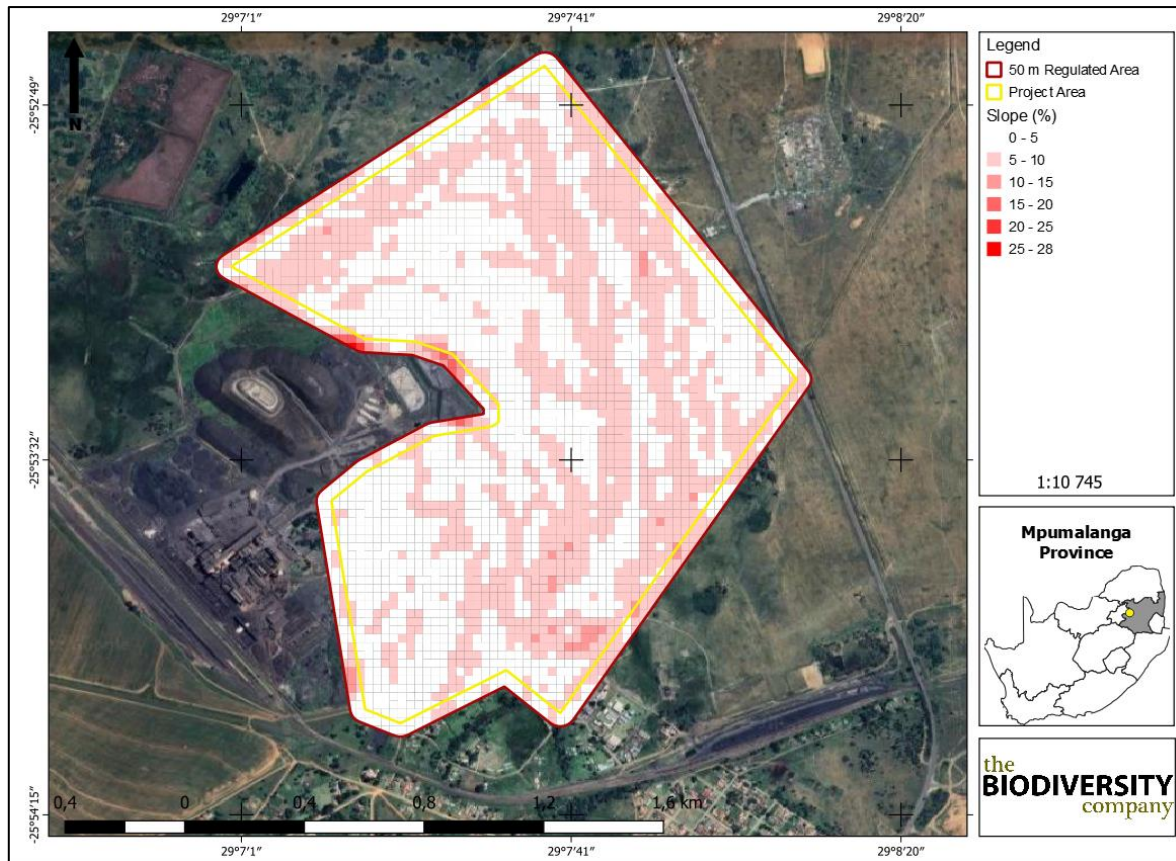 29°7′1″ 29°7′41″ 29°8′20″
-25°52′49″
-25°53′32″
-25°54′15″
N
0,4 0 0,4 0,8 1,2 1,6 km
29°7′1″ 29°7′41″ 29°8′20″
Legend
50 m Regulated Area
Project Area
Slope (%)
0 - 5
5 - 10
10 - 15
15 - 20
20 - 25
25 - 28
1:10 745
Mpumalanga
Province
the
BIODIVERSITY
company